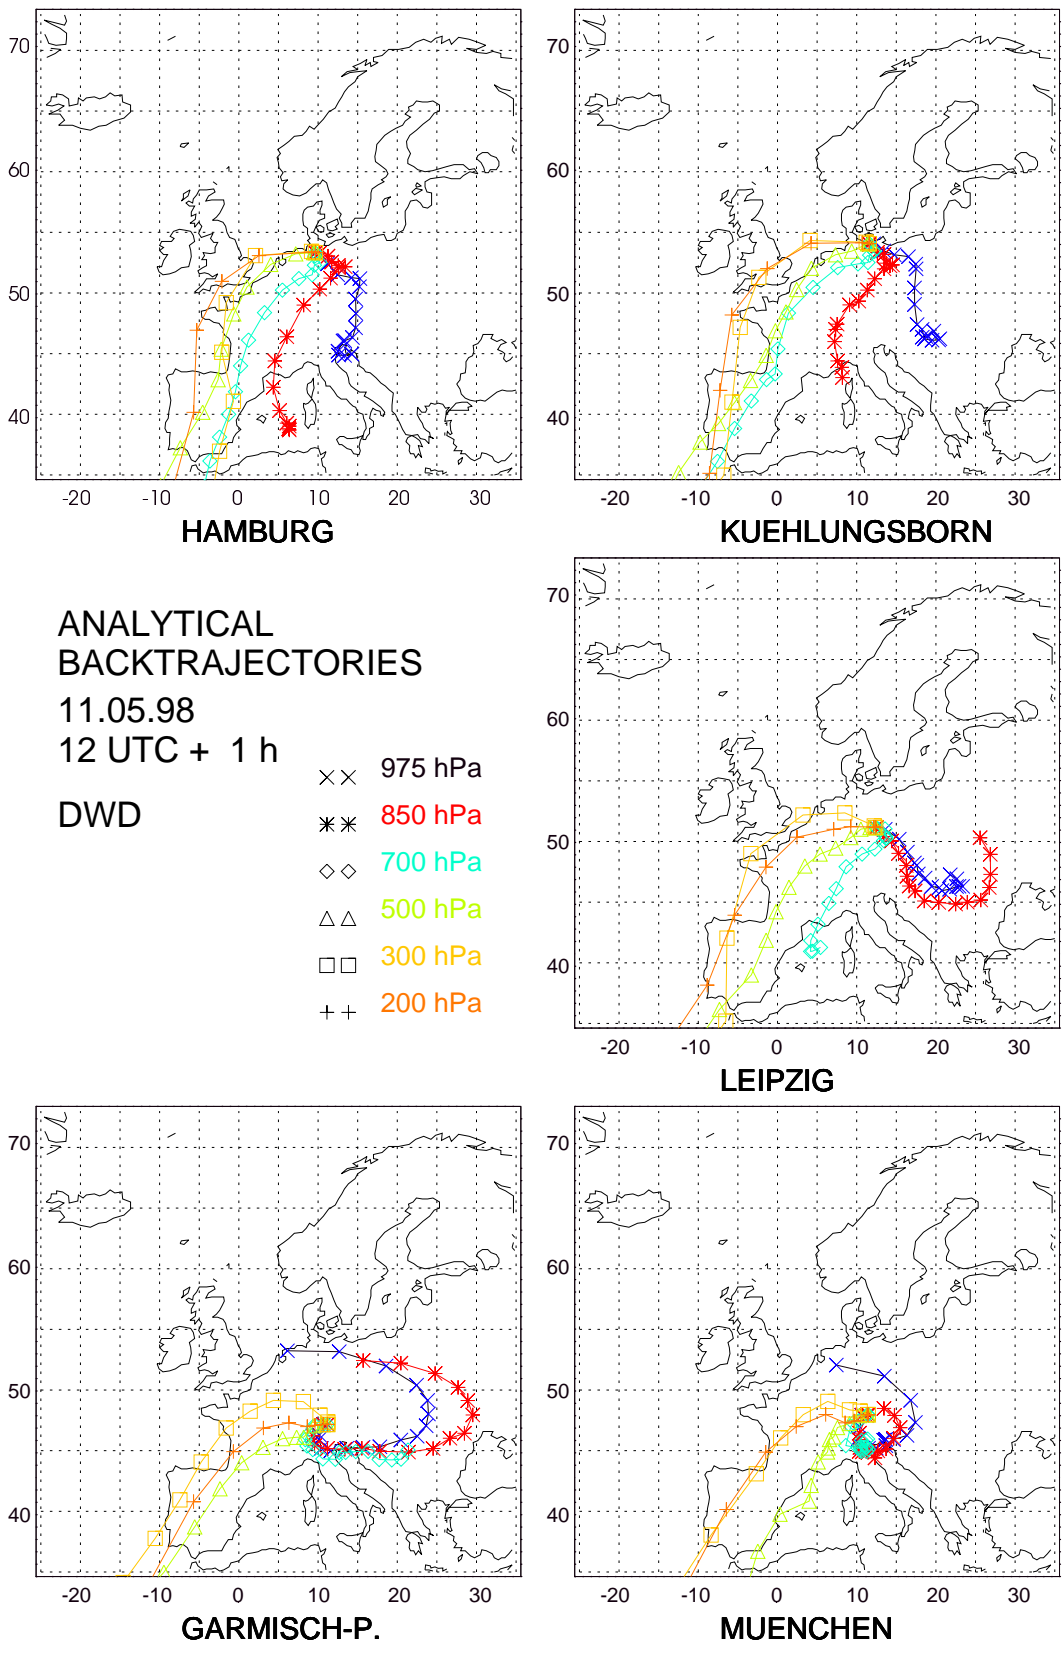 70
60
50
40
-20 -10 0 10 20 30
HAMBURG
70
60
50
40
-20 -10 0 10 20 30
KUEHLUNGSBORN
ANALYTICAL
BACKTRAJECTORIES
11.05.98
12 UTC + 1 h
DWD
975 hPa
850 hPa
700 hPa
500 hPa
300 hPa
200 hPa
70
60
50
40
-20 -10 0 10 20 30
LEIPZIG
70
60
50
40
-20 -10 0 10 20 30
GARMISCH-P.
70
60
50
40
-20 -10 0 10 20 30
MUENCHEN